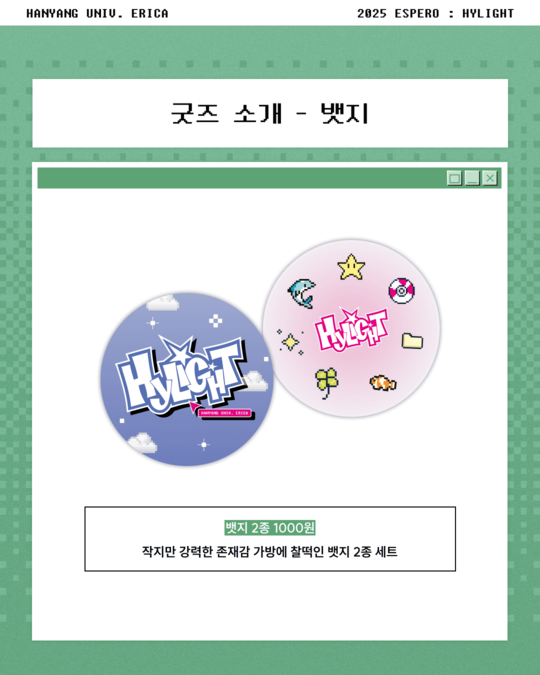 HANYANG UNIV. ERICA
2025 ESPERO : HYLIGHT
굿즈 소개 - 뱃지
HyLIGHT
HyLIGHT
HANYANG UNIV. ERICA
뱃지 2종 1000원
작지만 강력한 존재감 가방에 찰떡인 뱃지 2종 세트